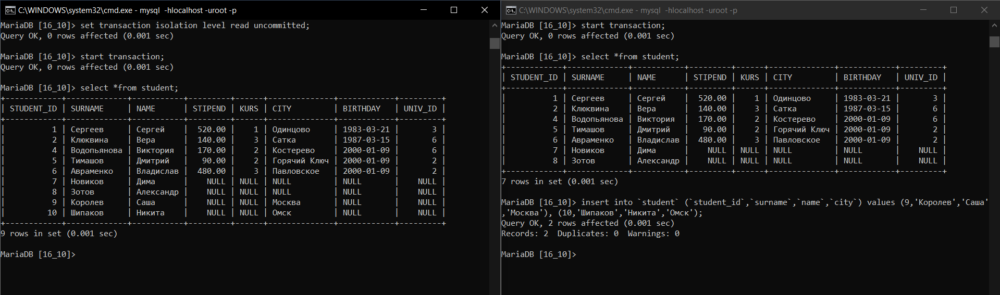 C:\WINDOWS\system32\cmd.exe - mysql  -hlocalhost -uroot -p
MariaDB [16_10]> set transaction isolation level read uncommitted;
Query OK, 0 rows affected (0.001 sec)

MariaDB [16_10]> start transaction;
Query OK, 0 rows affected (0.001 sec)

MariaDB [16_10]> select *from student;
+------------+-------------+-----------+---------+------+--------------+------------+---------+
| STUDENT_ID | SURNAME     | NAME      | STIPEND | KURS | CITY         | BIRTHDAY   | UNIV_ID |
+------------+-------------+-----------+---------+------+--------------+------------+---------+
|          1 | Сергеев     | Сергей    |  520.00 |    1 | Одинцово     | 1983-03-21 |       3 |
|          2 | Клюквина    | Вера      |  140.00 |    3 | Сатка        | 1987-03-15 |       6 |
|          4 | Водопьянова | Виктория  |  170.00 |    2 | Костерево    | 2000-01-09 |       6 |
|          5 | Тимашов     | Дмитрий   |   90.00 |    2 | Горячий Ключ | 2000-01-09 |       2 |
|          6 | Авраменко   | Владислав |  480.00 |    3 | Павловское   | 2000-01-09 |       2 |
|          7 | Новиков     | Дима      |    NULL | NULL | NULL         | NULL       |    NULL |
|          8 | Зотов       | Александр |    NULL | NULL | NULL         | NULL       |    NULL |
|          9 | Королев     | Саша      |    NULL | NULL | Москва       | NULL       |    NULL |
|         10 | Шипаков     | Никита    |    NULL | NULL | Омск         | NULL       |    NULL |
+------------+-------------+-----------+---------+------+--------------+------------+---------+
9 rows in set (0.001 sec)

MariaDB [16_10]>
C:\WINDOWS\system32\cmd.exe - mysql  -hlocalhost -uroot -p
MariaDB [16_10]> start transaction;
Query OK, 0 rows affected (0.001 sec)

MariaDB [16_10]> select *from student;
+------------+-------------+-----------+---------+------+--------------+------------+---------+
| STUDENT_ID | SURNAME     | NAME      | STIPEND | KURS | CITY         | BIRTHDAY   | UNIV_ID |
+------------+-------------+-----------+---------+------+--------------+------------+---------+
|          1 | Сергеев     | Сергей    |  520.00 |    1 | Одинцово     | 1983-03-21 |       3 |
|          2 | Клюквина    | Вера      |  140.00 |    3 | Сатка        | 1987-03-15 |       6 |
|          4 | Водопьянова | Виктория  |  170.00 |    2 | Костерево    | 2000-01-09 |       6 |
|          5 | Тимашов     | Дмитрий   |   90.00 |    2 | Горячий Ключ | 2000-01-09 |       2 |
|          6 | Авраменко   | Владислав |  480.00 |    3 | Павловское   | 2000-01-09 |       2 |
|          7 | Новиков     | Дима      |    NULL | NULL | NULL         | NULL       |    NULL |
|          8 | Зотов       | Александр |    NULL | NULL | NULL         | NULL       |    NULL |
+------------+-------------+-----------+---------+------+--------------+------------+---------+
7 rows in set (0.001 sec)

MariaDB [16_10]> insert into `student` (`student_id`,`surname`,`name`,`city`) values (9,'Королев','Саша'
,'Москва'), (10,'Шипаков','Никита','Омск');
Query OK, 2 rows affected (0.001 sec)
Records: 2  Duplicates: 0  Warnings: 0

MariaDB [16_10]>